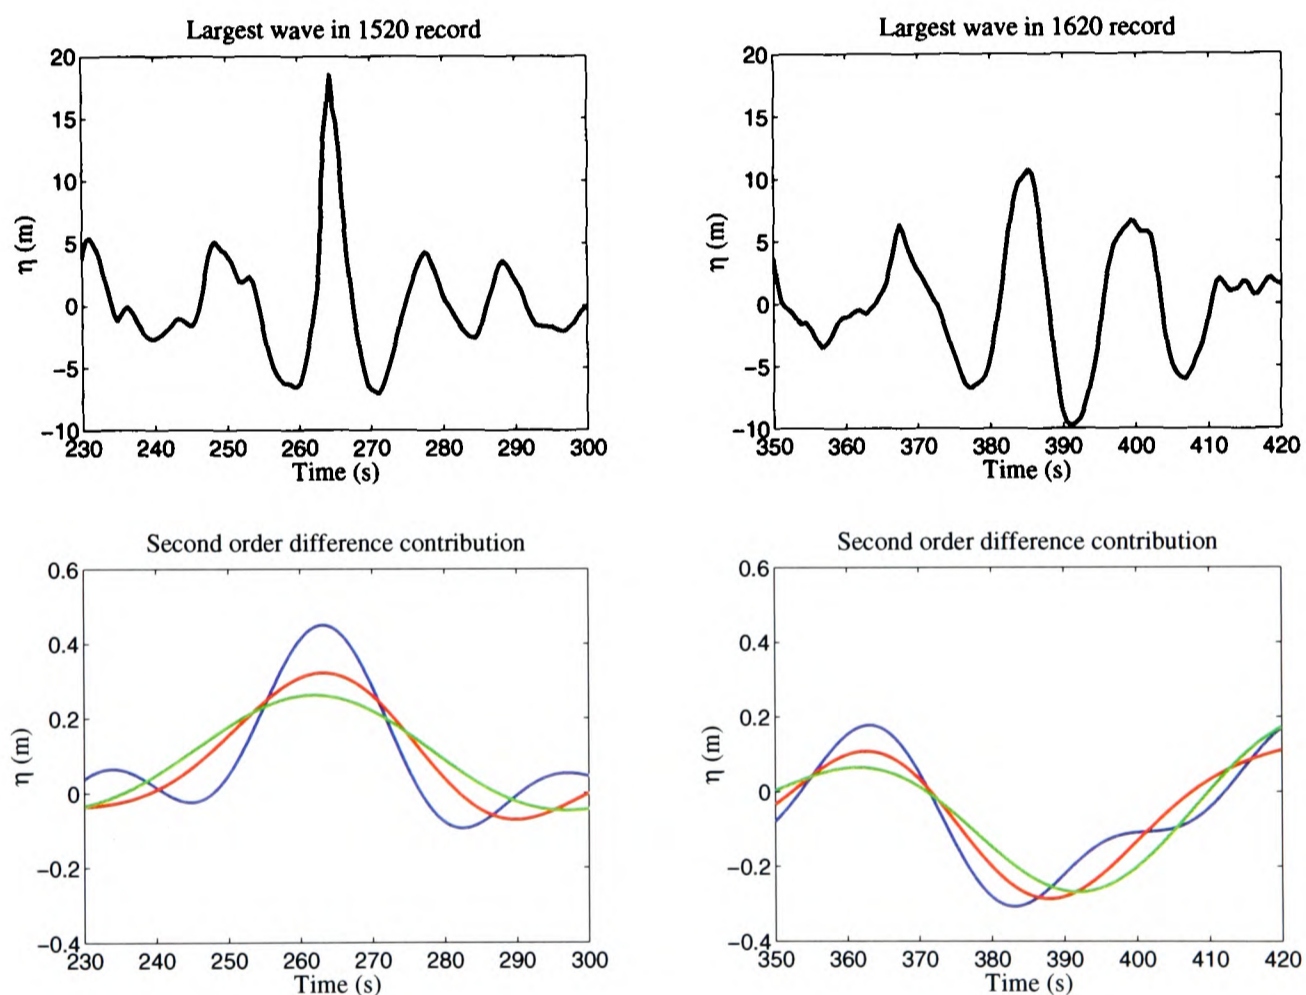 Largest wave in 1520 record
20
15
10
5
0
−5
−10
η (m)
230 240 250 260 270 280 290 300
Time (s)
Largest wave in 1620 record
20
15
10
5
0
−5
−10
η (m)
350 360 370 380 390 400 410 420
Time (s)
Second order difference contribution
0.6
0.4
0.2
0
−0.2
−0.4
η (m)
230 240 250 260 270 280 290 300
Time (s)
Second order difference contribution
0.6
0.4
0.2
0
−0.2
−0.4
η (m)
350 360 370 380 390 400 410 420
Time (s)